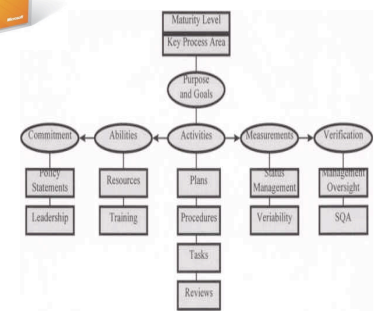 Microsoft
Maturity Level
Key Process Area
Purpose
and Goals
Commitment
Abilities
Activities
Measurements
Verification
Policy
Statements
Resources
Plans
Status
Management
Management
Oversight
Leadership
Training
Procedures
Veriability
SQA
Tasks
Reviews